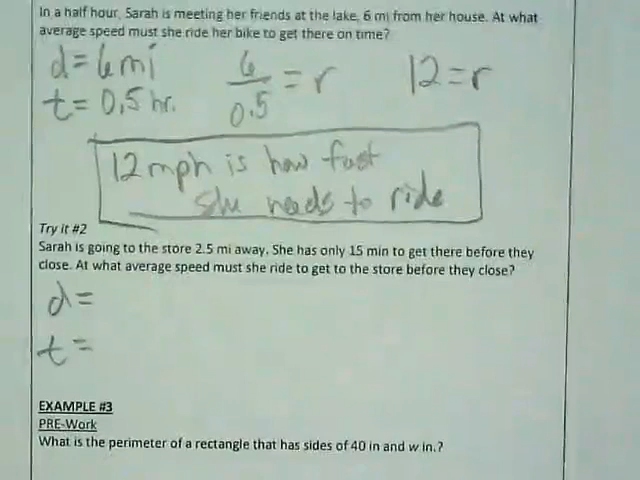 In a half hour, Sarah is meeting her friends at the lake, 6 mi from her house. At what
average speed must she ride her bike to get there on time?
d = 6 mi
t = 0.5 hr.
6
0.5
= r
12 = r
12 mph is how fast
she needs to ride
Try it #2
Sarah is going to the store 2.5 mi away. She has only 15 min to get there before they
close. At what average speed must she ride to get to the store before they close?
d =
t =
EXAMPLE #3
PRE-Work
What is the perimeter of a rectangle that has sides of 40 in and w in.?